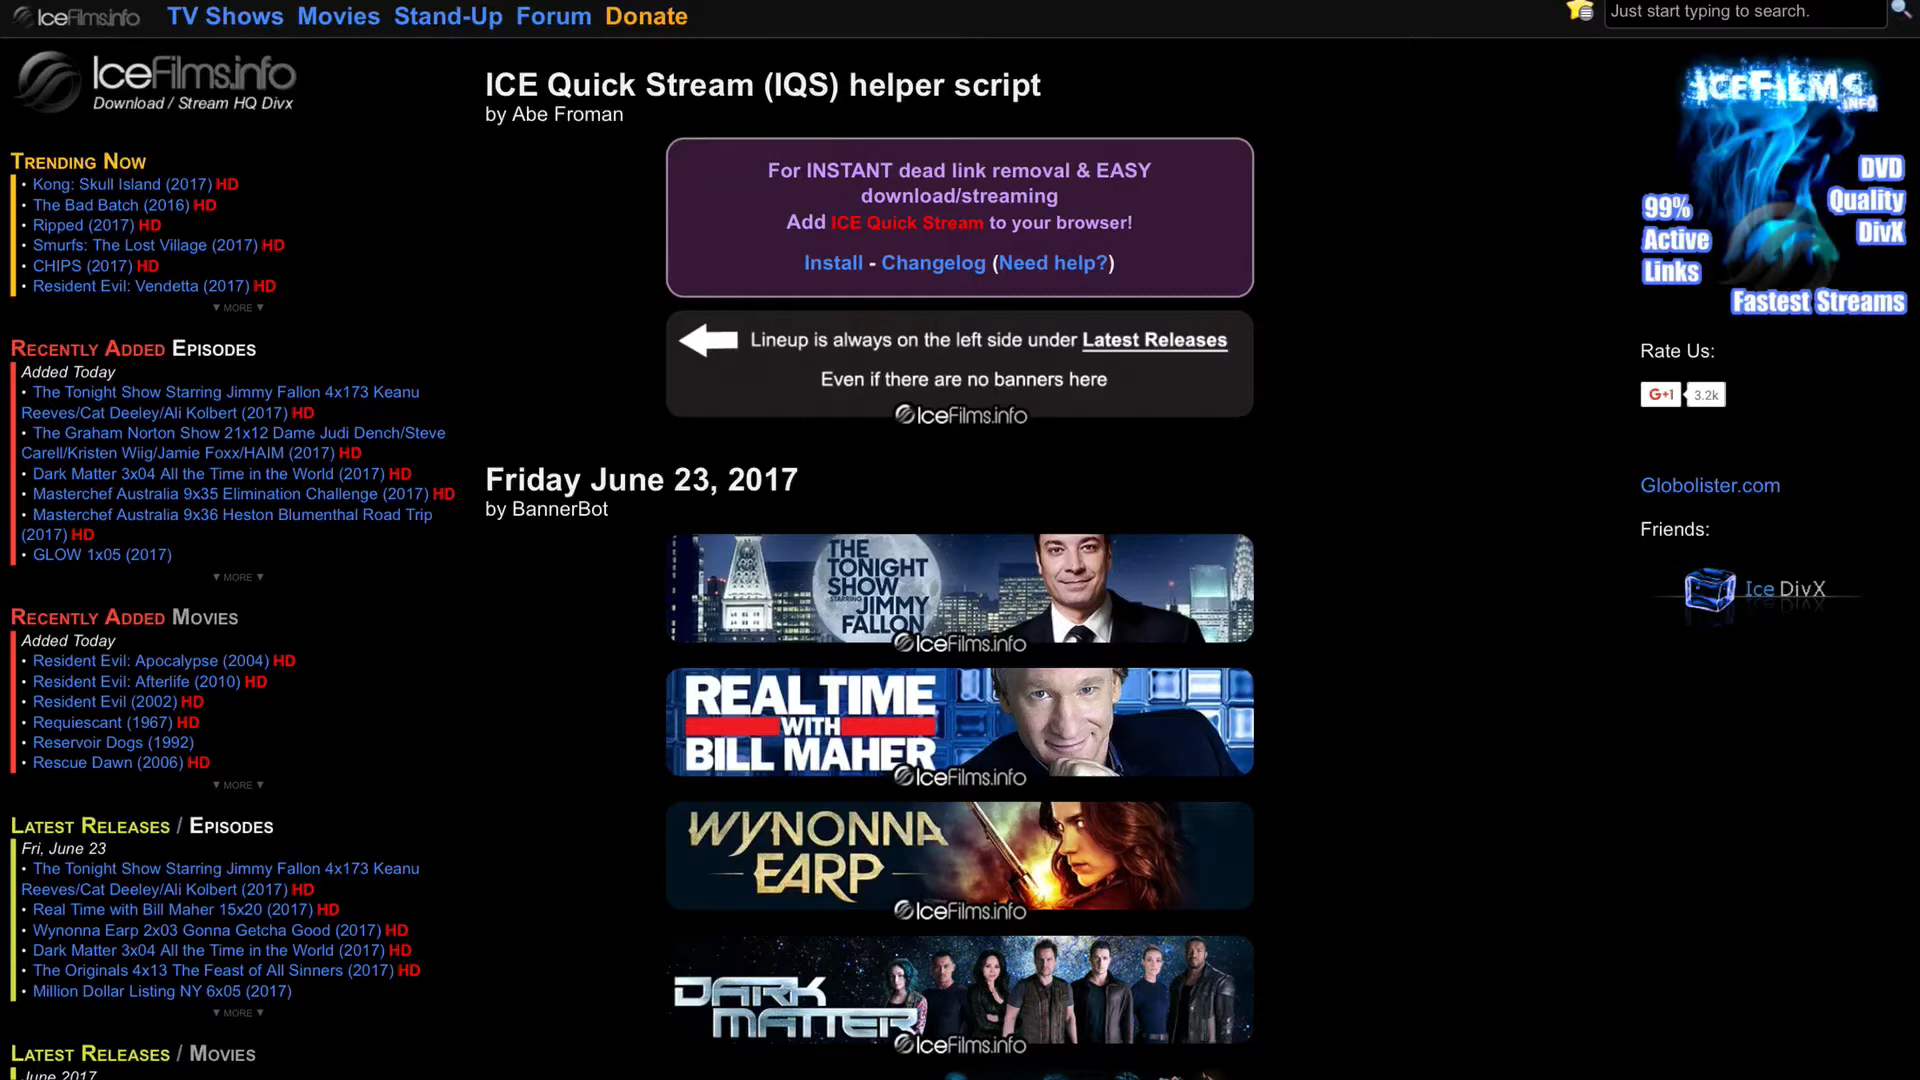 IceFilms.info
TV Shows Movies Stand-Up Forum Donate
Just start typing to search.
IceFilms.info
Download / Stream HQ Divx
TRENDING NOW
• Kong: Skull Island (2017) HD
• The Bad Batch (2016) HD
• Ripped (2017) HD
• Smurfs: The Lost Village (2017) HD
• CHIPS (2017) HD
• Resident Evil: Vendetta (2017) HD
▼ MORE ▼
RECENTLY ADDED EPISODES
Added Today
• The Tonight Show Starring Jimmy Fallon 4x173 Keanu
Reeves/Cat Deeley/Ali Kolbert (2017) HD
• The Graham Norton Show 21x12 Dame Judi Dench/Steve
Carell/Kristen Wiig/Jamie Foxx/HAIM (2017) HD
• Dark Matter 3x04 All the Time in the World (2017) HD
• Masterchef Australia 9x35 Elimination Challenge (2017) HD
• Masterchef Australia 9x36 Heston Blumenthal Road Trip
(2017) HD
• GLOW 1x05 (2017)
▼ MORE ▼
RECENTLY ADDED MOVIES
Added Today
• Resident Evil: Apocalypse (2004) HD
• Resident Evil: Afterlife (2010) HD
• Resident Evil (2002) HD
• Requiescant (1967) HD
• Reservoir Dogs (1992)
• Rescue Dawn (2006) HD
▼ MORE ▼
LATEST RELEASES / EPISODES
Fri, June 23
• The Tonight Show Starring Jimmy Fallon 4x173 Keanu
Reeves/Cat Deeley/Ali Kolbert (2017) HD
• Real Time with Bill Maher 15x20 (2017) HD
• Wynonna Earp 2x03 Gonna Getcha Good (2017) HD
• Dark Matter 3x04 All the Time in the World (2017) HD
• The Originals 4x13 The Feast of All Sinners (2017) HD
• Million Dollar Listing NY 6x05 (2017)
▼ MORE ▼
LATEST RELEASES / MOVIES
June 2017
ICE Quick Stream (IQS) helper script
by Abe Froman
For INSTANT dead link removal & EASY
download/streaming
Add ICE Quick Stream to your browser!
Install - Changelog (Need help?)
Lineup is always on the left side under Latest Releases
Even if there are no banners here
IceFilms.info
Friday June 23, 2017
by BannerBot
THE
TONIGHT
SHOW
STARRING
JIMMY
FALLON
IceFilms.info
REAL TIME
WITH
BILL MAHER
IceFilms.info
WYNONNA
EARP
IceFilms.info
DARK
MATTER
IceFilms.info
ICEFILMS
INFO
99%
Active
Links
DVD
Quality
DivX
Fastest Streams
Rate Us:
G+1 3.2k
Globolister.com
Friends:
Ice DivX